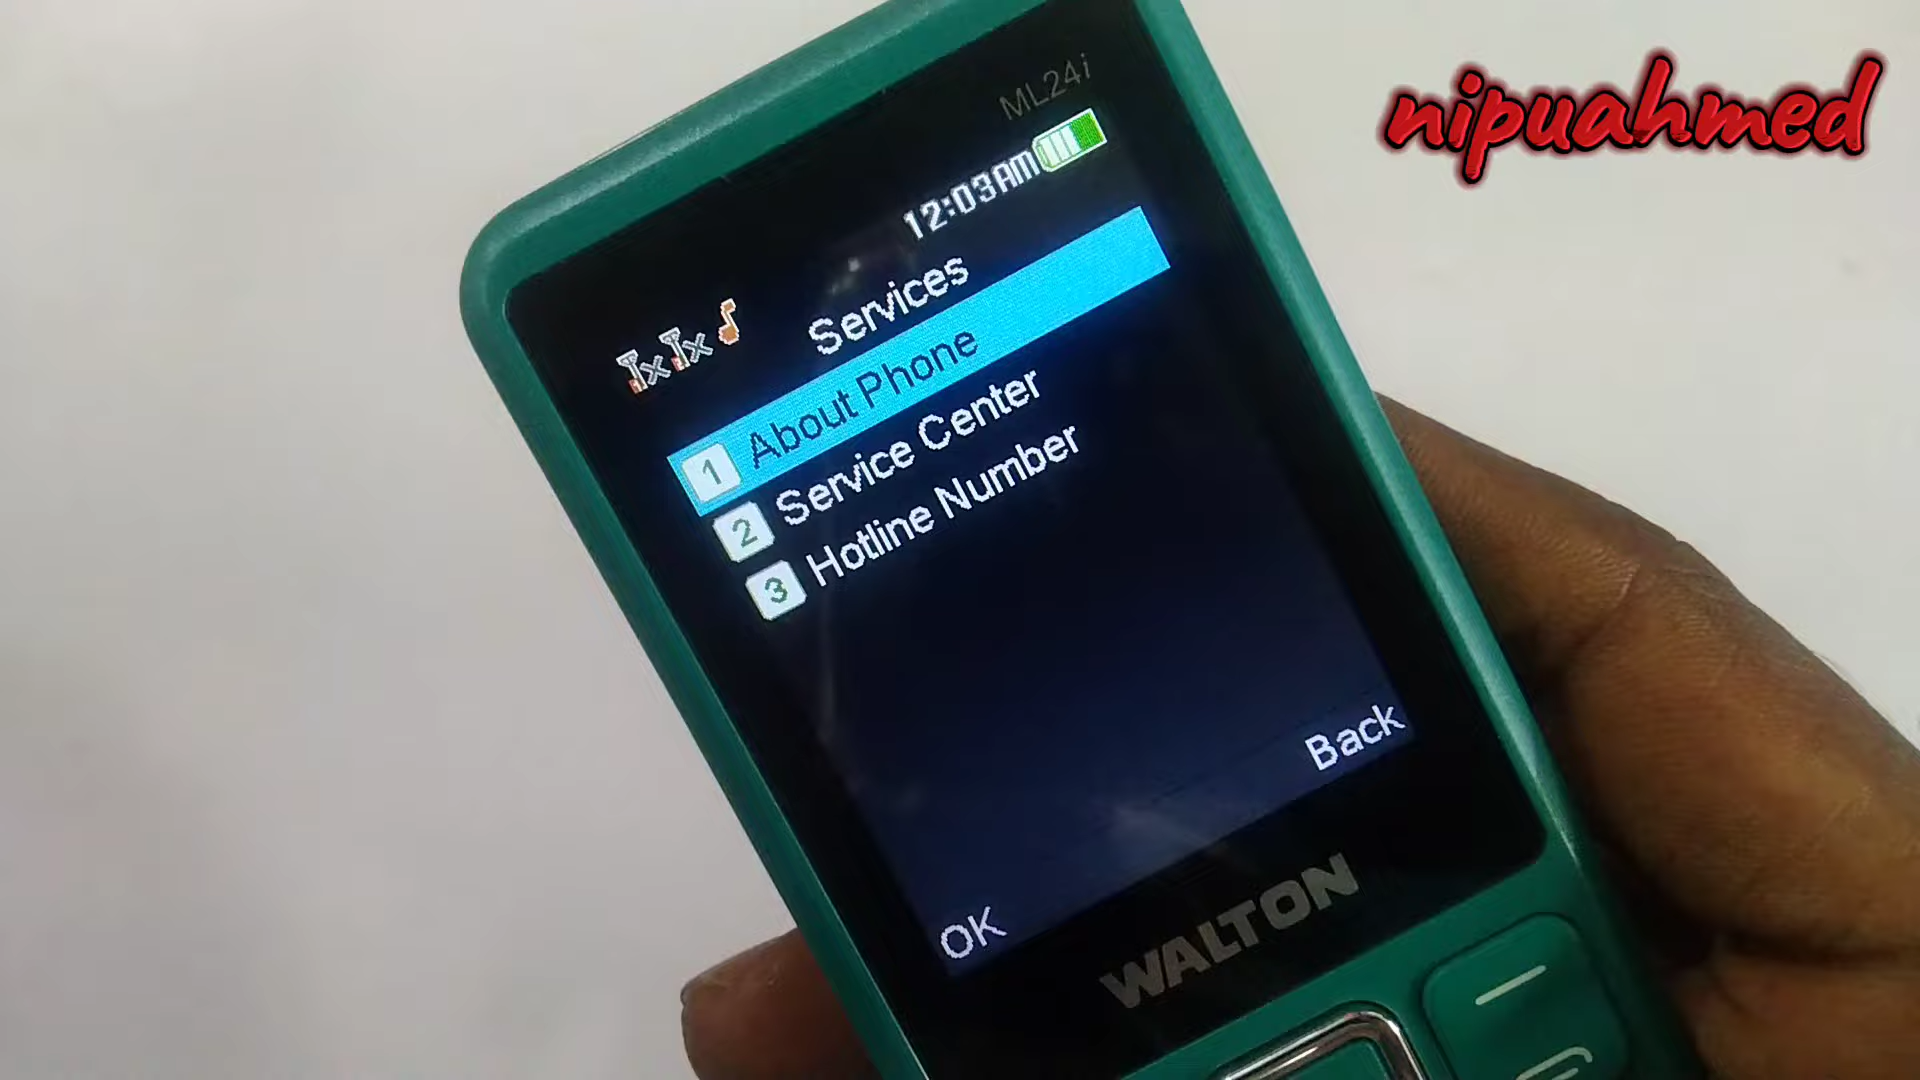 nipuahmed
ML24i
12:03AM
Services
1 About Phone
2 Service Center
3 Hotline Number
Back
OK
WALTON